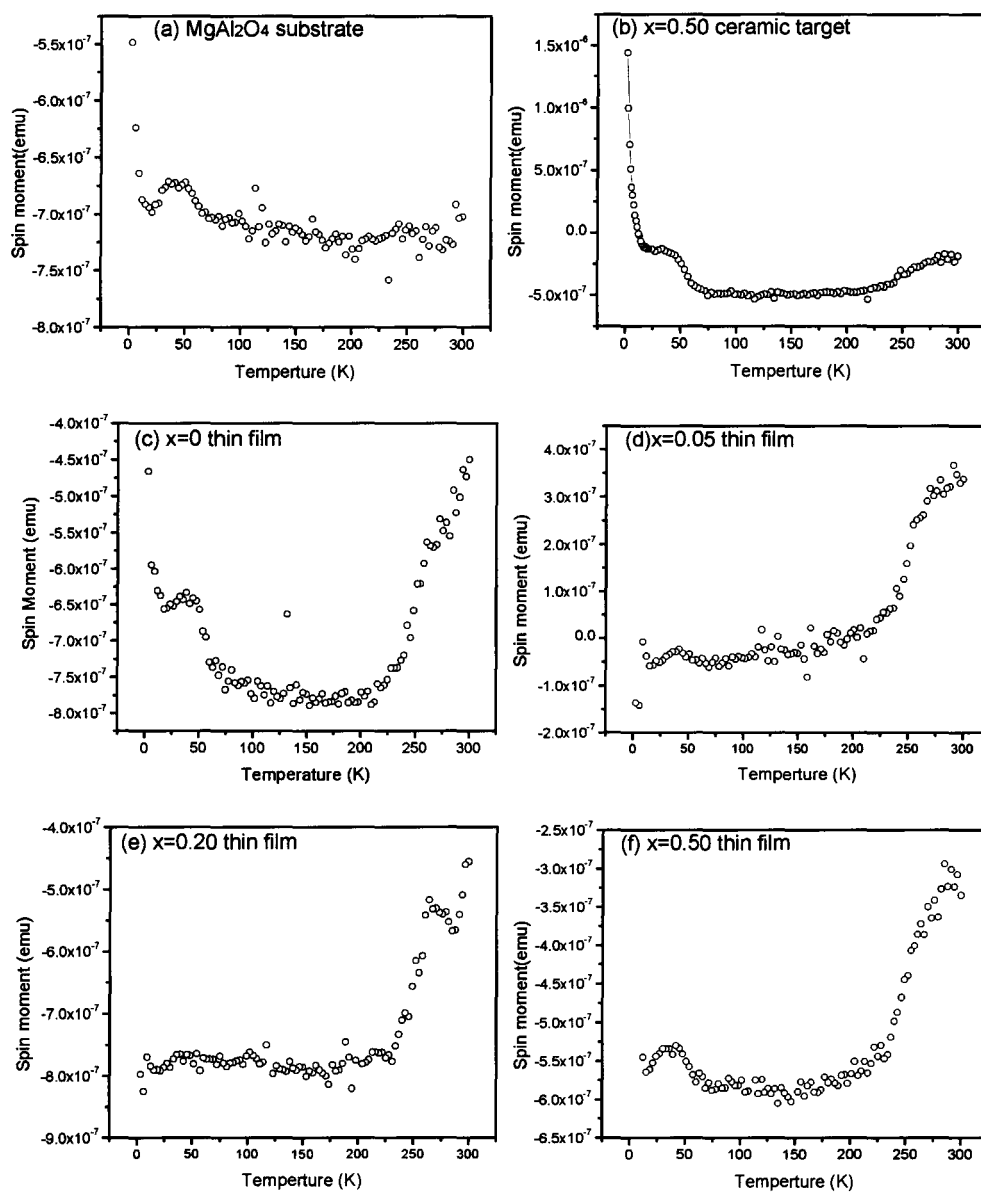 (a) MgAl2O4 substrate
-5.5x10-7
-6.0x10-7
-6.5x10-7
-7.0x10-7
-7.5x10-7
-8.0x10-7
Spin moment(emu)
0 50 100 150 200 250 300
Temperture (K)
(b) x=0.50 ceramic target
1.5x10-6
1.0x10-6
5.0x10-7
0.0
-5.0x10-7
Spin moment(emu)
0 50 100 150 200 250 300
Temperture (K)
(c) x=0 thin film
-4.0x10-7
-4.5x10-7
-5.0x10-7
-5.5x10-7
-6.0x10-7
-6.5x10-7
-7.0x10-7
-7.5x10-7
-8.0x10-7
Spin Moment (emu)
0 50 100 150 200 250 300
Temperature (K)
(d)x=0.05 thin film
4.0x10-7
3.0x10-7
2.0x10-7
1.0x10-7
0.0
-1.0x10-7
-2.0x10-7
Spin moment (emu)
0 50 100 150 200 250 300
Temperture (K)
(e) x=0.20 thin film
-4.0x10-7
-5.0x10-7
-6.0x10-7
-7.0x10-7
-8.0x10-7
-9.0x10-7
Spin moment (emu)
0 50 100 150 200 250 300
Temperture (K)
(f) x=0.50 thin film
-2.5x10-7
-3.0x10-7
-3.5x10-7
-4.0x10-7
-4.5x10-7
-5.0x10-7
-5.5x10-7
-6.0x10-7
-6.5x10-7
Spin moment(emu)
0 50 100 150 200 250 300
Temperture (K)